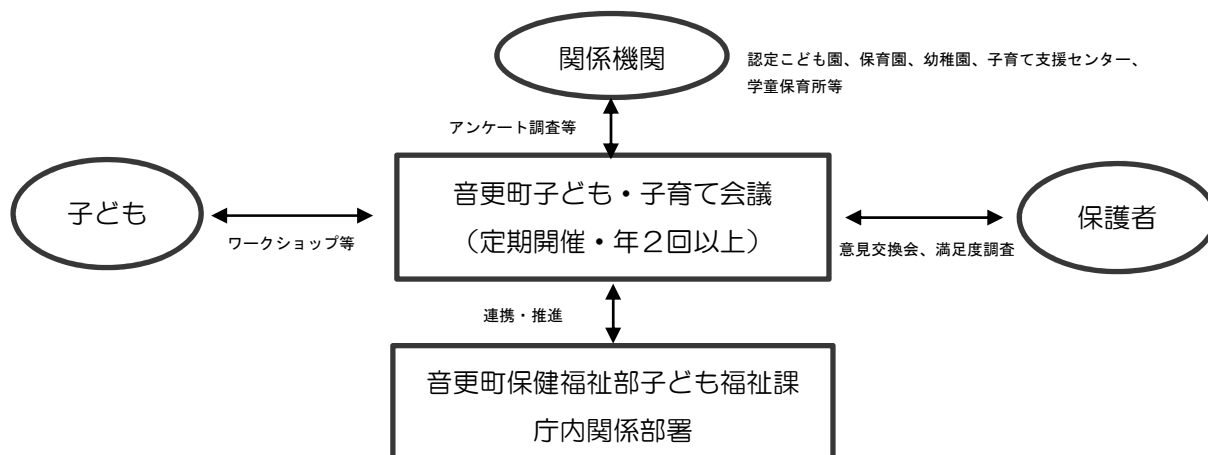 関係機関
認定こども園、保育園、幼稚園、子育て支援センター、
学童保育所等
アンケート調査等
子ども
ワークショップ等
音更町子ども・子育て会議
（定期開催・年２回以上）
保護者
意見交換会、満足度調査
連携・推進
音更町保健福祉部子ども福祉課
庁内関係部署